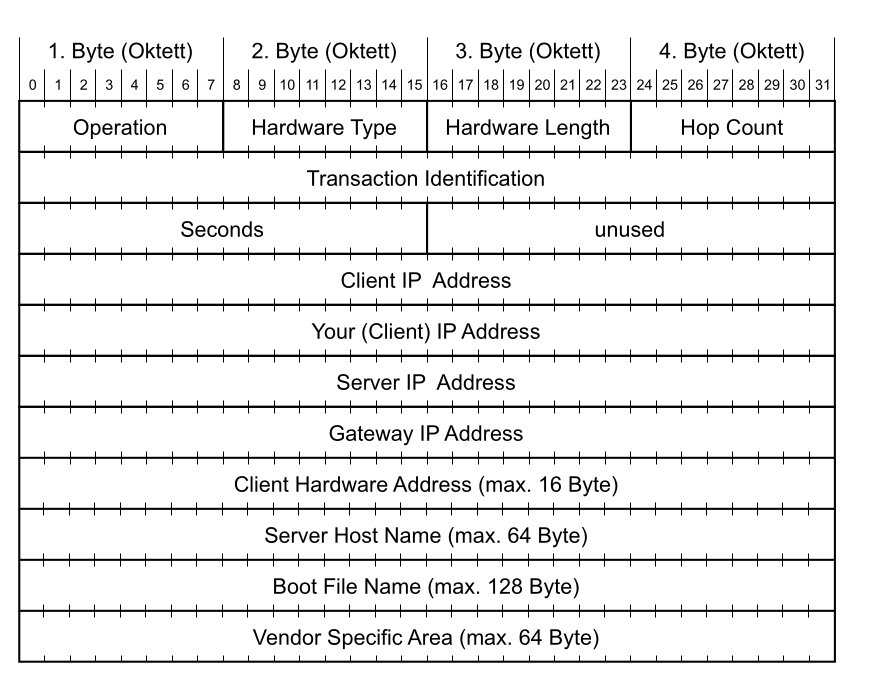 1. Byte (Oktett) 2. Byte (Oktett) 3. Byte (Oktett) 4. Byte (Oktett)
0 1 2 3 4 5 6 7 8 9 10 11 12 13 14 15 16 17 18 19 20 21 22 23 24 25 26 27 28 29 30 31
Operation Hardware Type Hardware Length Hop Count
Transaction Identification
Seconds unused
Client IP Address
Your (Client) IP Address
Server IP Address
Gateway IP Address
Client Hardware Address (max. 16 Byte)
Server Host Name (max. 64 Byte)
Boot File Name (max. 128 Byte)
Vendor Specific Area (max. 64 Byte)